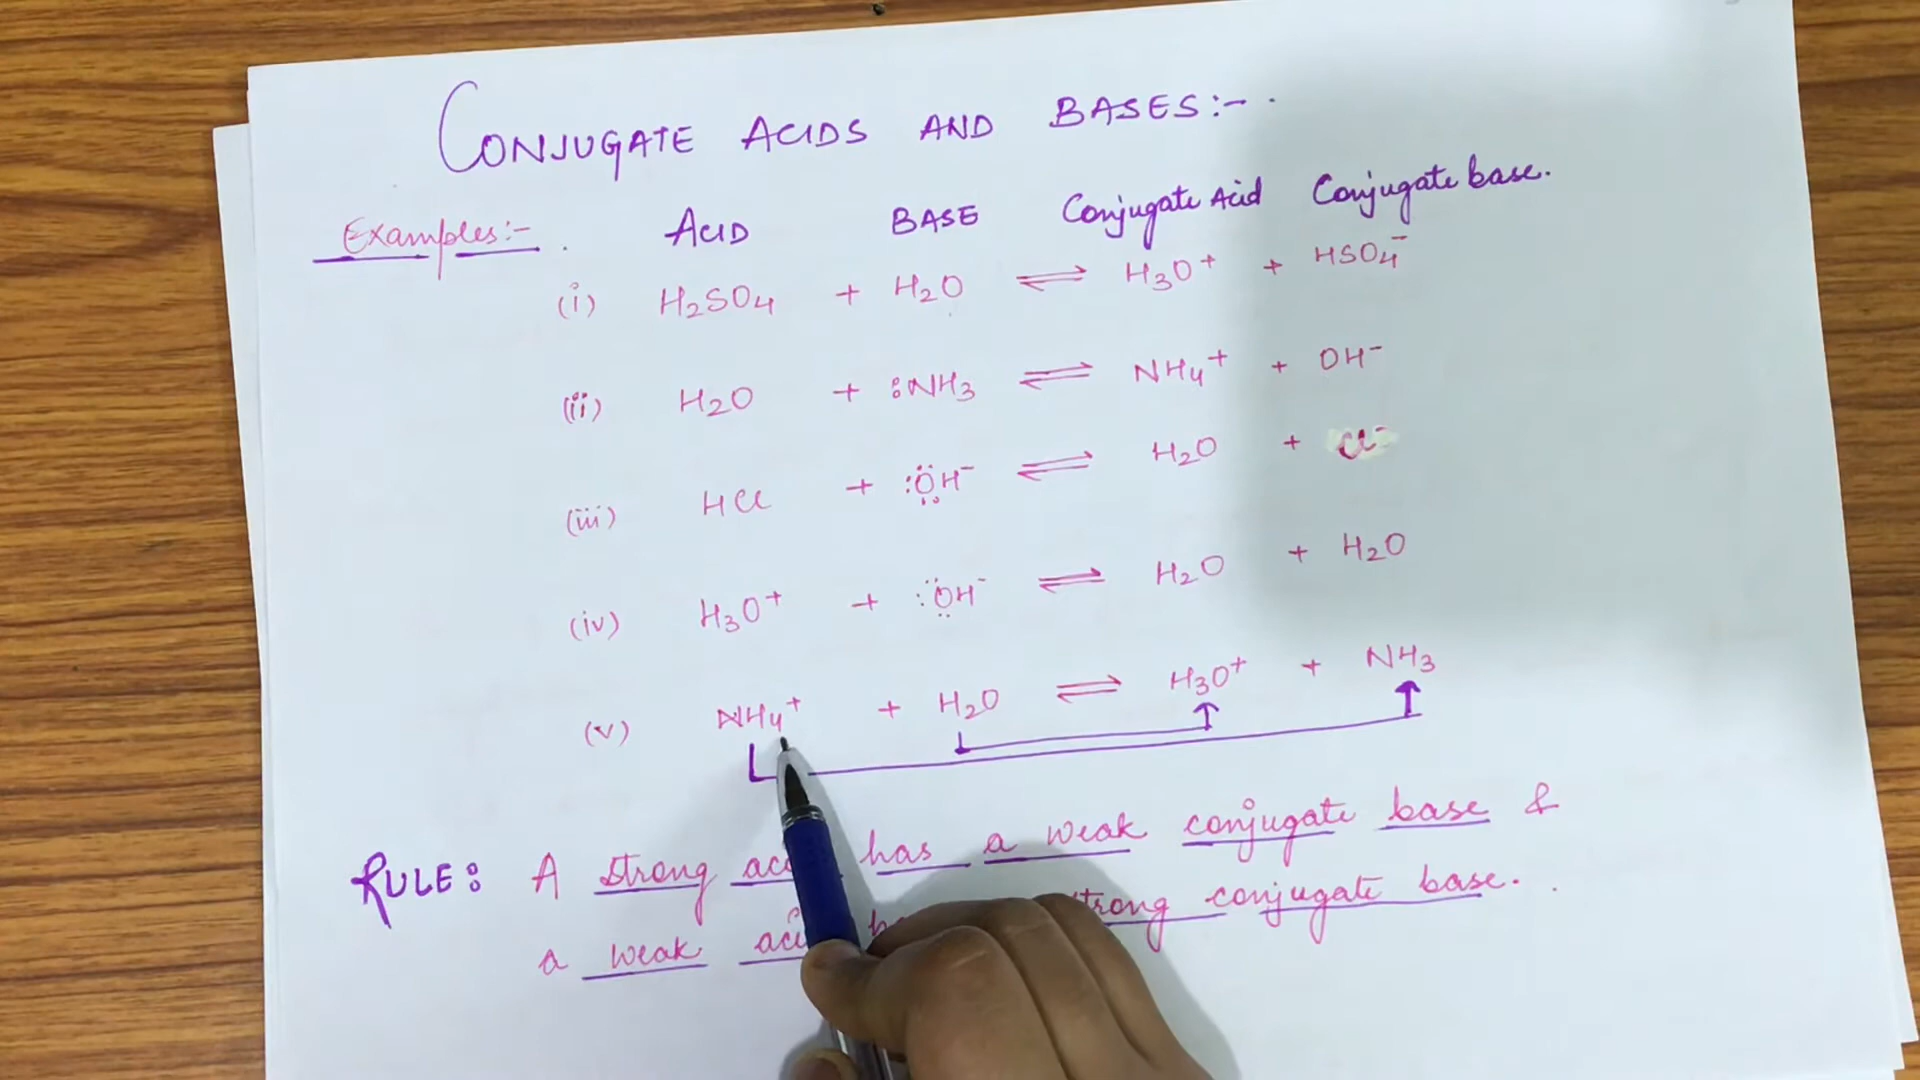 CONJUGATE ACIDS AND BASES:-
Examples:- ACID BASE Conjugate Acid Conjugate base.
(i) H2SO4 + H2O ⇌ H3O+ + HSO4-
(ii) H2O + :NH3 ⇌ NH4+ + OH-
(iii) HCl + :ÖH- ⇌ H2O + Cl-
(iv) H3O+ + :ÖH- ⇌ H2O + H2O
(v) NH4+ + H2O ⇌ H3O+ + NH3
RULE: A strong has a weak conjugate base &
a weak conjugate base.